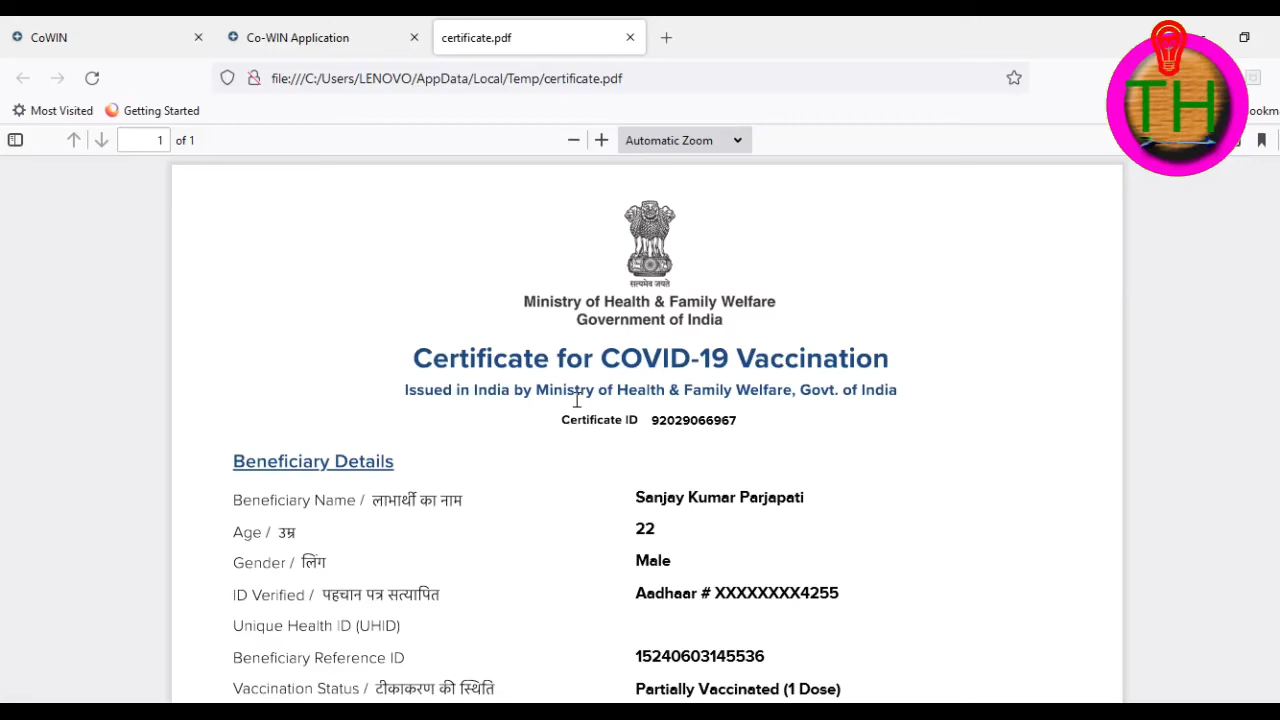 CoWIN
Co-WIN Application
certificate.pdf
file:///C:/Users/LENOVO/AppData/Local/Temp/certificate.pdf
Most Visited
Getting Started
1 of 1
Automatic Zoom
TH
सत्यमेव जयते
Ministry of Health & Family Welfare
Government of India
Certificate for COVID-19 Vaccination
Issued in India by Ministry of Health & Family Welfare, Govt. of India
Certificate ID 92029066967
Beneficiary Details
Beneficiary Name / लाभार्थी का नाम Sanjay Kumar Parjapati
Age / उम्र 22
Gender / लिंग Male
ID Verified / पहचान पत्र सत्यापित Aadhaar # XXXXXXXX4255
Unique Health ID (UHID)
Beneficiary Reference ID 15240603145536
Vaccination Status / टीकाकरण की स्थिति Partially Vaccinated (1 Dose)